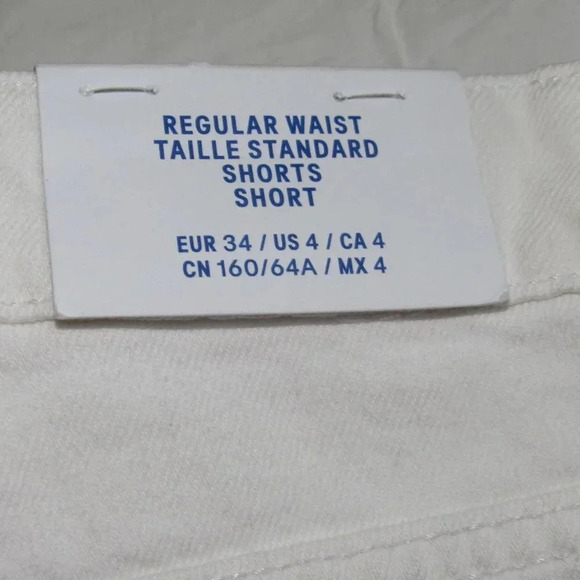 REGULAR WAIST
TAILLE STANDARD
SHORTS
SHORT
EUR 34 / US 4 / CA 4
CN 160/64A / MX 4